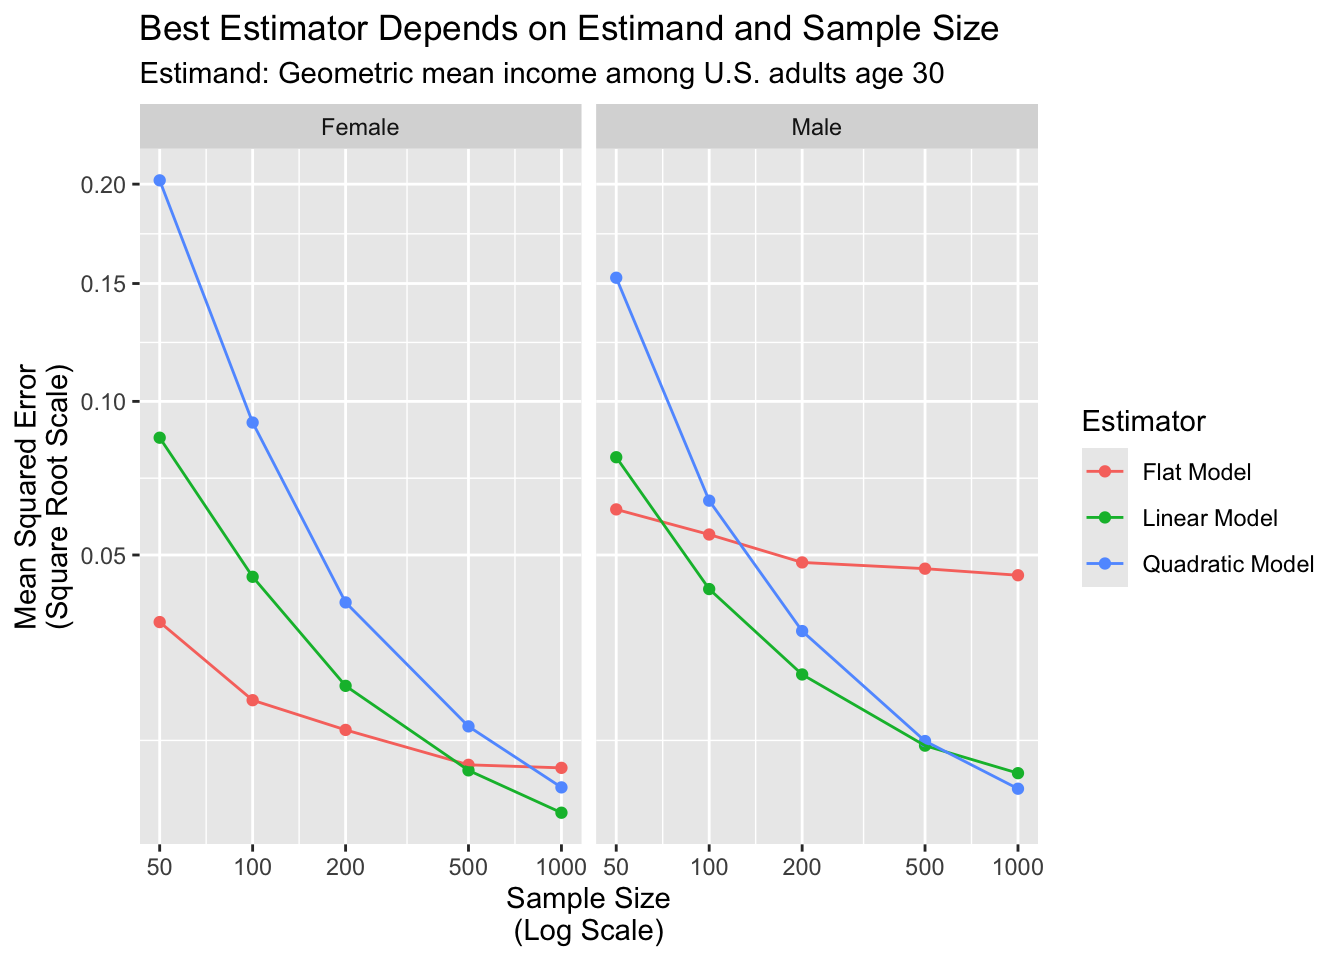 Best Estimator Depends on Estimand and Sample Size
Estimand: Geometric mean income among U.S. adults age 30
Female
Male
0.20
0.15
0.10
0.05
Mean Squared Error
(Square Root Scale)
50
100
200
500
1000
50
100
200
500
1000
Sample Size
(Log Scale)
Estimator
Flat Model
Linear Model
Quadratic Model